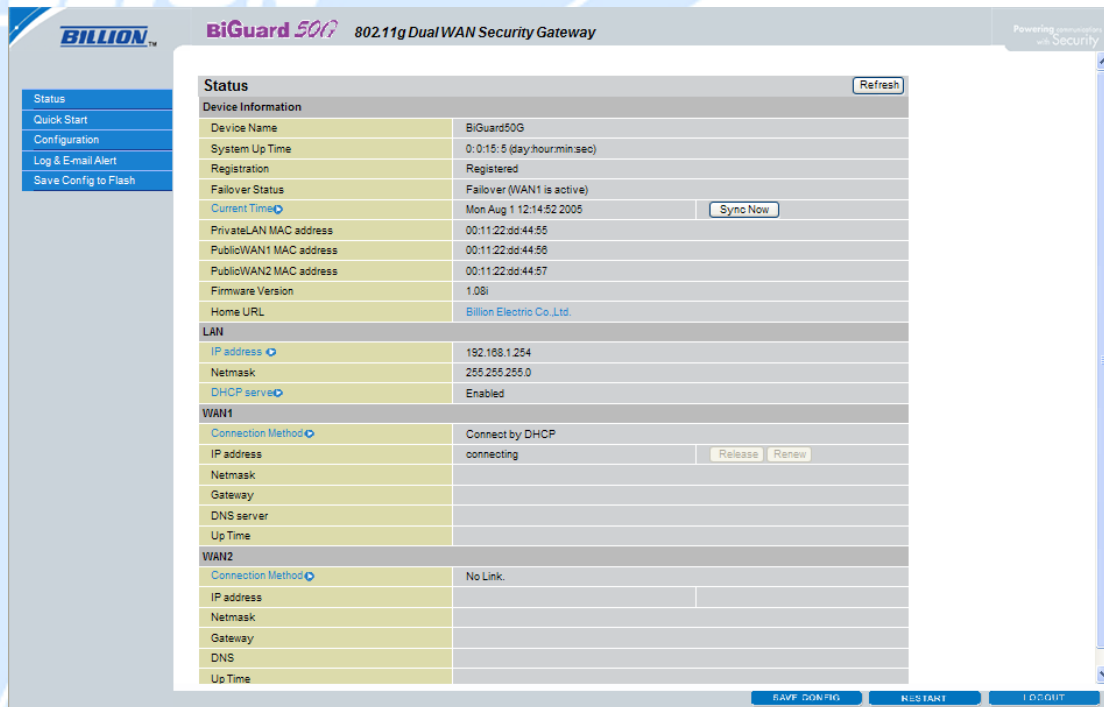 BILLION TM
BiGuard 50G 802.11g Dual WAN Security Gateway
Powering communications
with Security
Status
Quick Start
Configuration
Log & E-mail Alert
Save Config to Flash
Status Refresh
Device Information
Device Name BiGuard50G
System Up Time 0: 0:15: 5 (day:hour:min:sec)
Registration Registered
Failover Status Failover (WAN1 is active)
Current Time Mon Aug 1 12:14:52 2005 Sync Now
PrivateLAN MAC address 00:11:22:dd:44:55
PublicWAN1 MAC address 00:11:22:dd:44:56
PublicWAN2 MAC address 00:11:22:dd:44:57
Firmware Version 1.08i
Home URL Billion Electric Co.,Ltd.
LAN
IP address 192.168.1.254
Netmask 255.255.255.0
DHCP server Enabled
WAN1
Connection Method Connect by DHCP
IP address connecting Release Renew
Netmask
Gateway
DNS server
Up Time
WAN2
Connection Method No Link.
IP address
Netmask
Gateway
DNS
Up Time
SAVE CONFIG RESTART LOGOUT